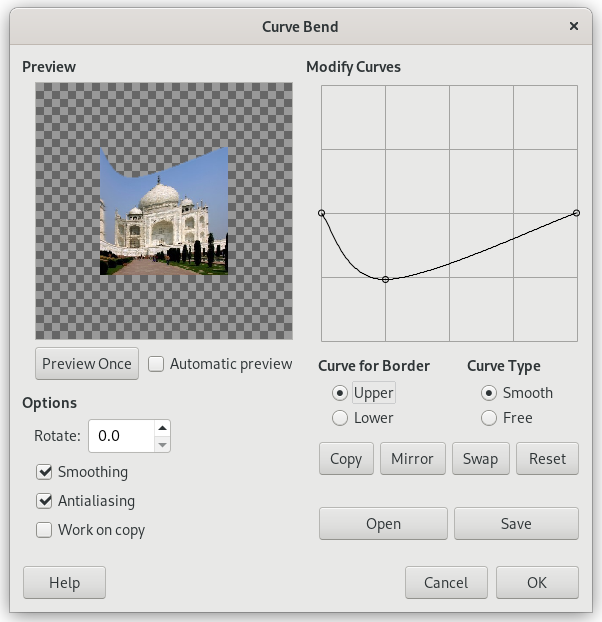 Curve Bend
Preview
Modify Curves
Preview Once
Automatic preview
Curve for Border
Curve Type
Upper
Smooth
Lower
Free
Options
Rotate: 0.0
Copy
Mirror
Swap
Reset
Smoothing
Antialiasing
Work on copy
Open
Save
Help
Cancel
OK